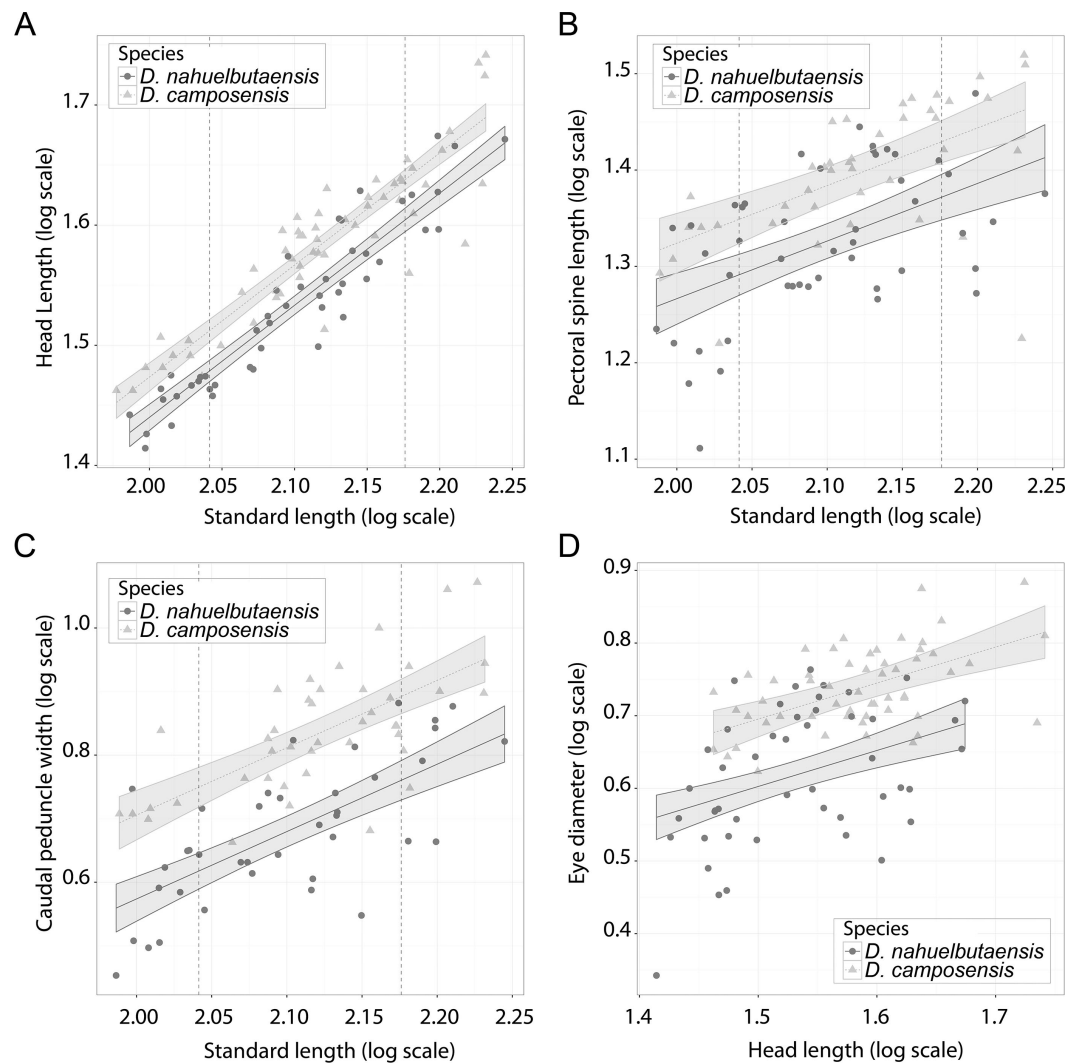 A
Species
D. nahuelbutaensis
D. camposensis
Head Length (log scale)
1.7
1.6
1.5
1.4
2.00 2.05 2.10 2.15 2.20 2.25
Standard length (log scale)
B
Species
D. nahuelbutaensis
D. camposensis
Pectoral spine length (log scale)
1.5
1.4
1.3
1.2
1.1
2.00 2.05 2.10 2.15 2.20 2.25
Standard length (log scale)
C
Species
D. nahuelbutaensis
D. camposensis
Caudal peduncle width (log scale)
1.0
0.8
0.6
2.00 2.05 2.10 2.15 2.20 2.25
Standard length (log scale)
D
Eye diameter (log scale)
0.9
0.8
0.7
0.6
0.5
0.4
Species
D. nahuelbutaensis
D. camposensis
1.4 1.5 1.6 1.7
Head length (log scale)